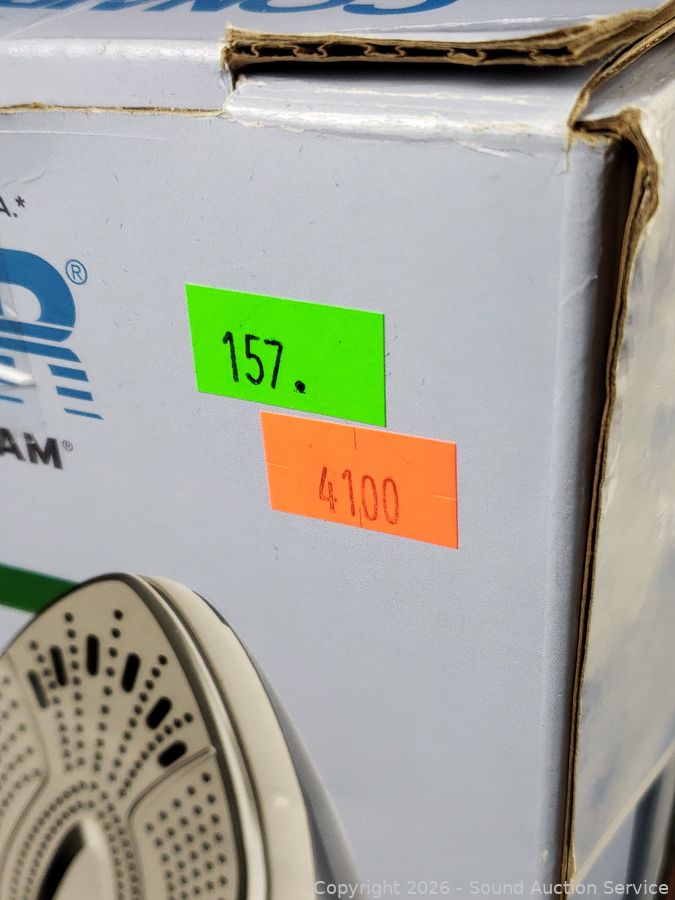 A.*
R®
AM®
157.
4100
Copyright 2026 - Sound Auction Service